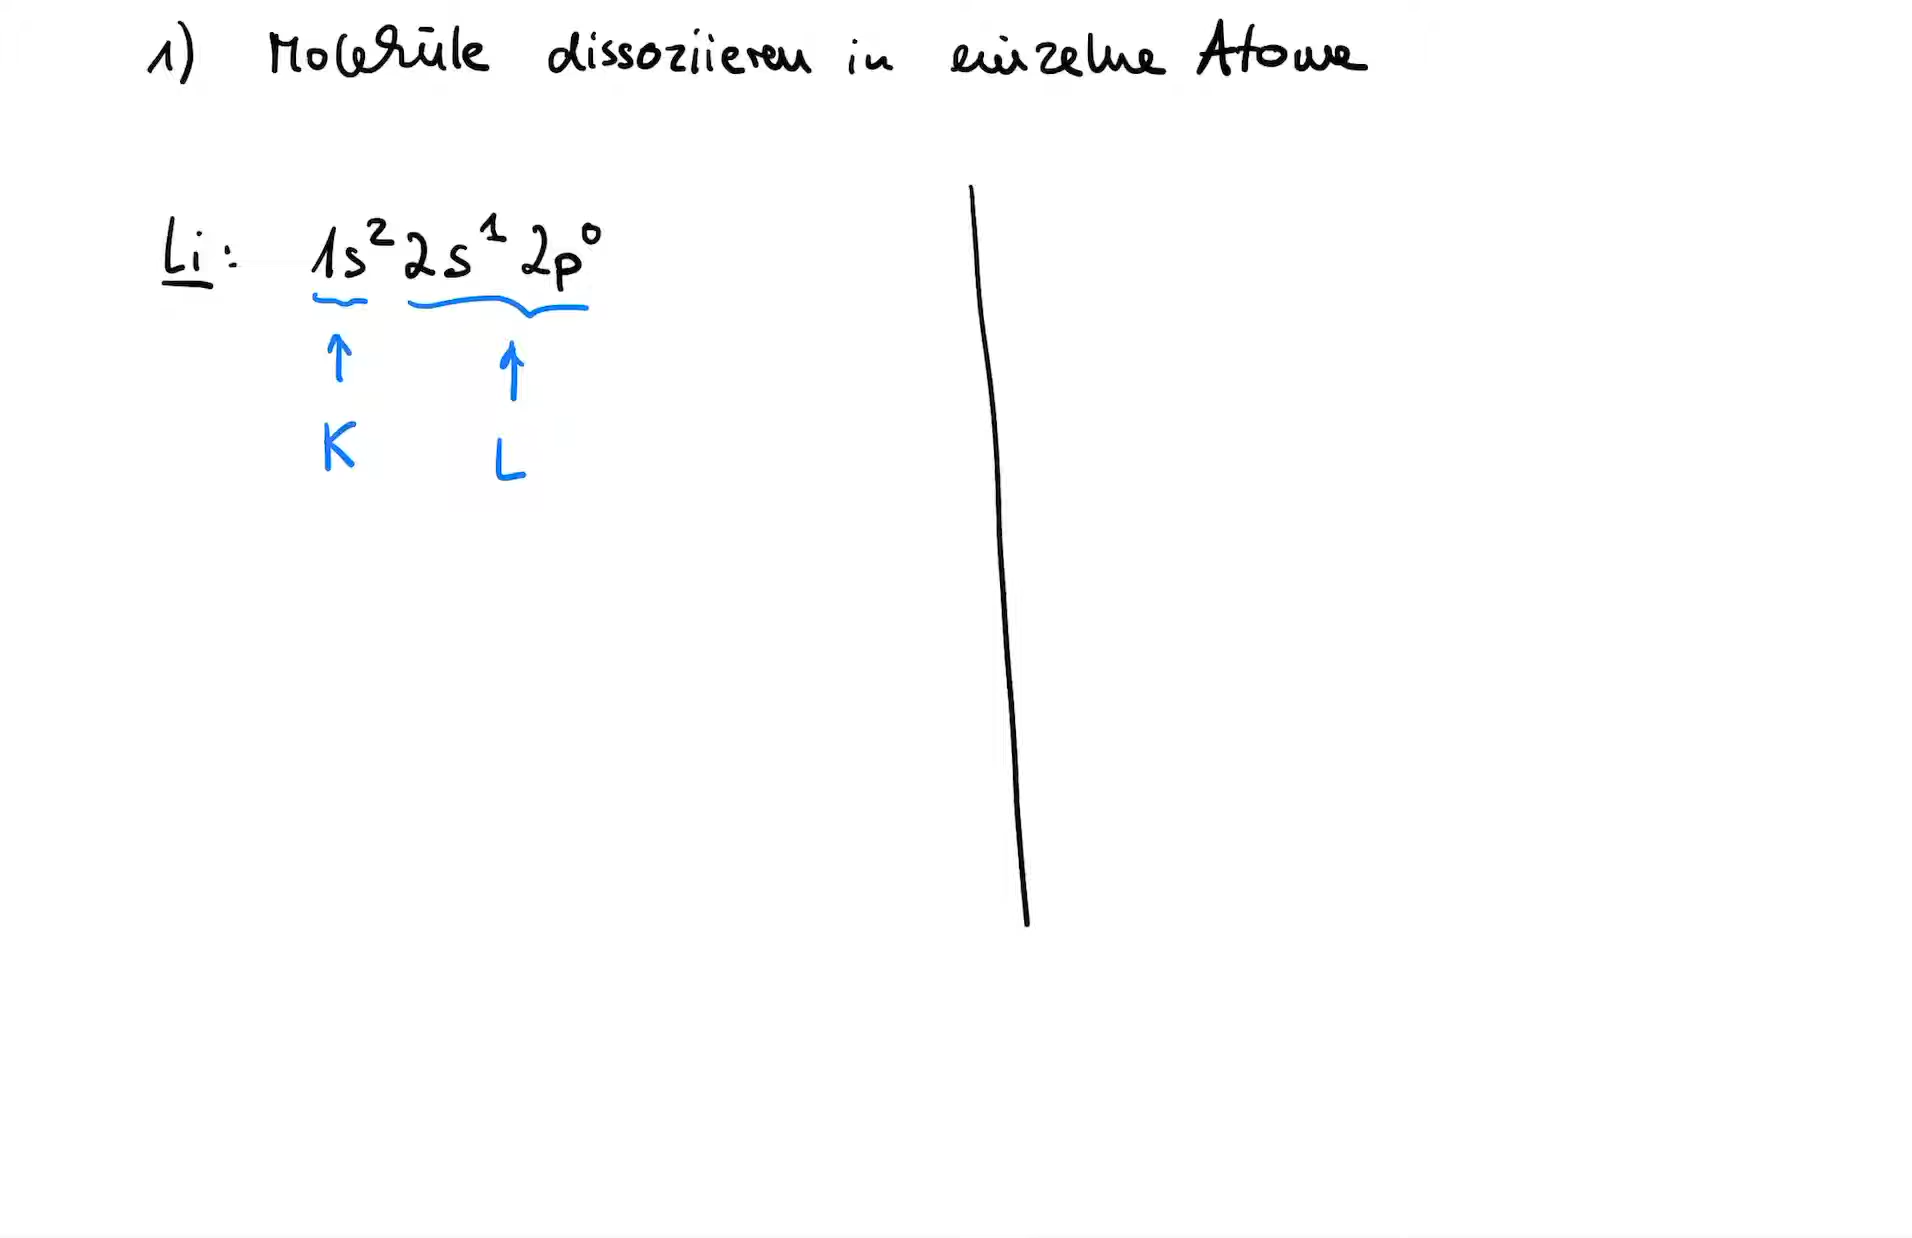 1) Moleküle dissoziieren in einzelne Atome
Li: 1s² 2s¹ 2p⁰
↑ ↑
K L